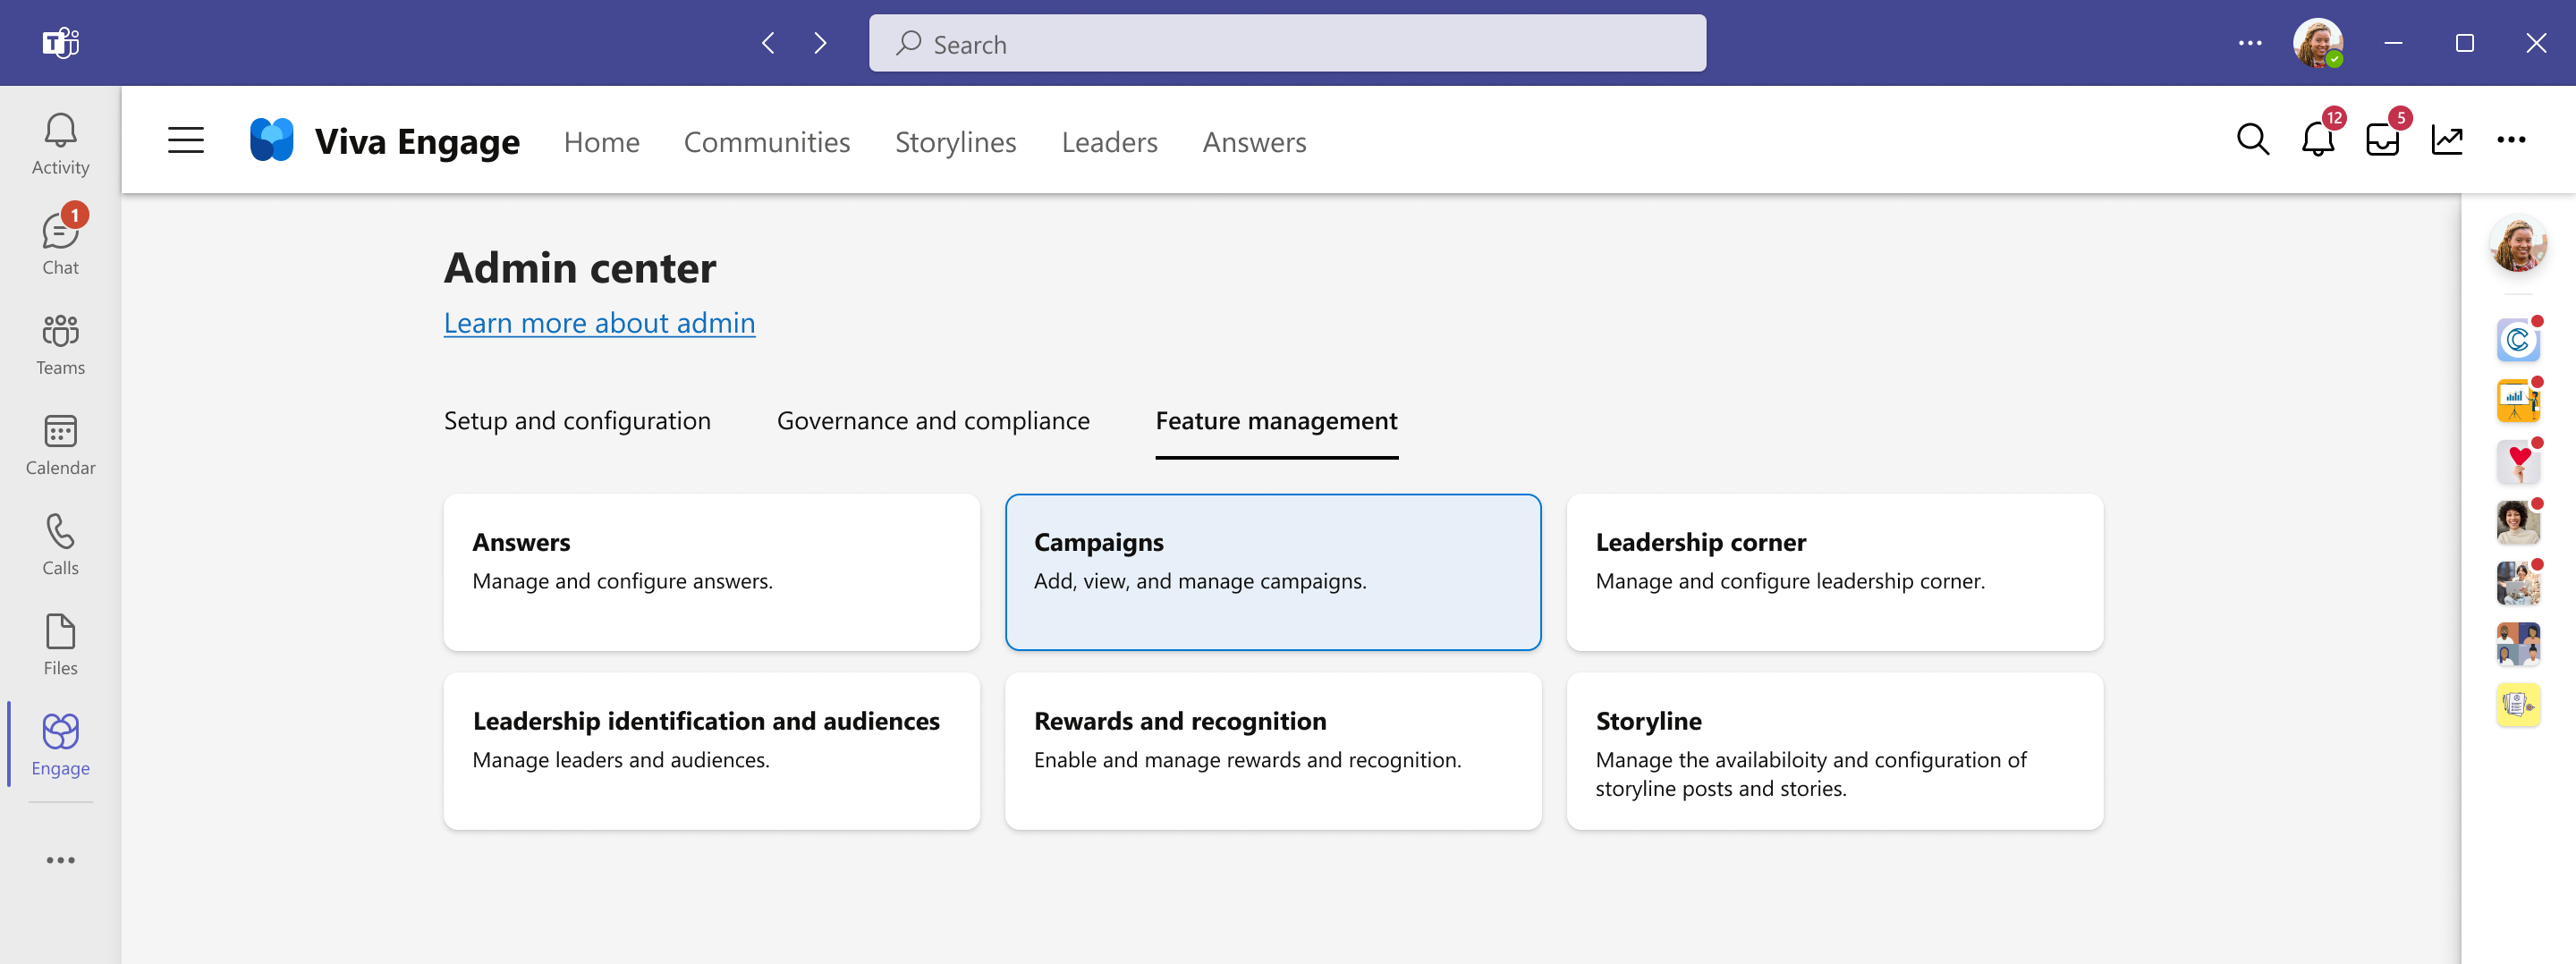 Search
Viva Engage
Home
Communities
Storylines
Leaders
Answers
12
5
Activity
1
Chat
Teams
Calendar
Calls
Files
Engage
Admin center
Learn more about admin
Setup and configuration
Governance and compliance
Feature management
Answers
Manage and configure answers.
Campaigns
Add, view, and manage campaigns.
Leadership corner
Manage and configure leadership corner.
Leadership identification and audiences
Manage leaders and audiences.
Rewards and recognition
Enable and manage rewards and recognition.
Storyline
Manage the availabiloity and configuration of
storyline posts and stories.